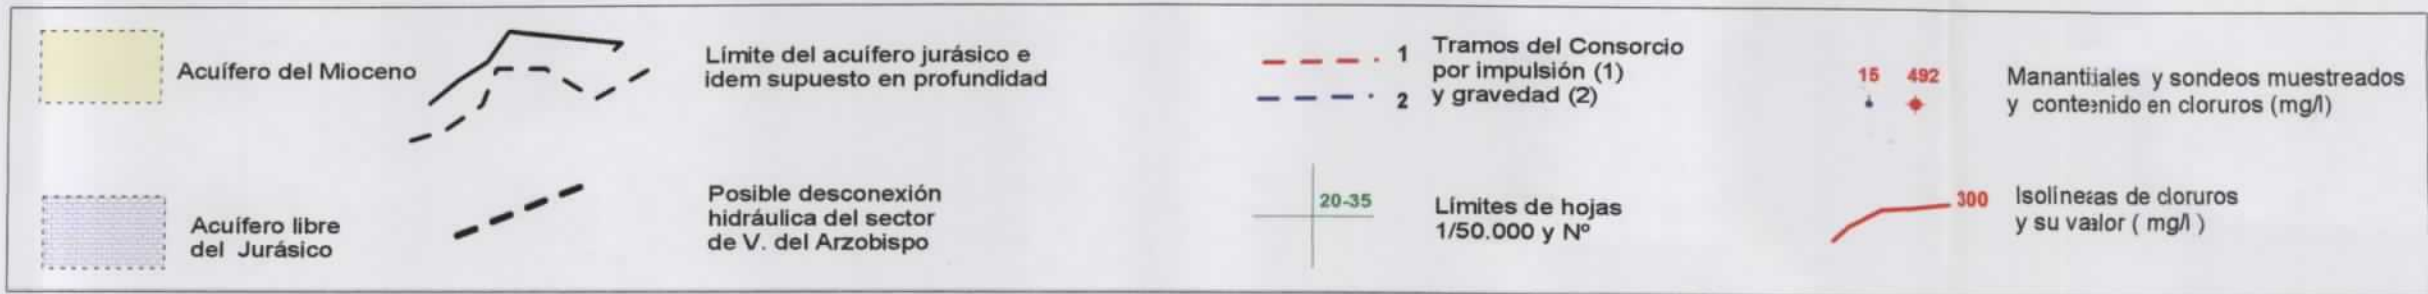 Acuífero del Mioceno
Límite del acuífero jurásico e
idem supuesto en profundidad
1
2
Tramos del Consorcio
por impulsión (1)
y gravedad (2)
15 492
Manantiales y sondeos muestreados
y contenido en cloruros (mg/l)
Acuífero libre
del Jurásico
Posible desconexión
hidráulica del sector
de V. del Arzobispo
20-35
Límites de hojas
1/50.000 y Nº
300
Isolíneas de cloruros
y su valor ( mg/l )